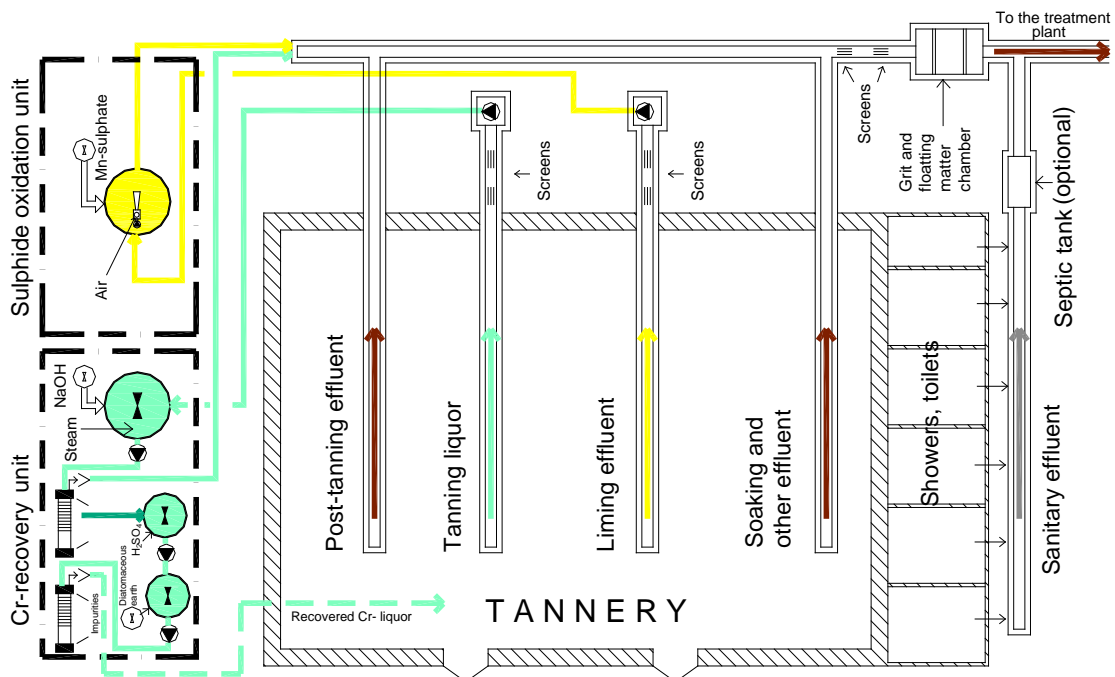 To the treatment
plant
Sulphide oxidation unit
Mn-sulphate
Air
Screens
Screens
Screens
Grit and
floatting
matter
chamber
Septic tank (optional)
Cr-recovery unit
NaOH
Steam
H₂SO₄
Diatomaceous
earth
Impurities
Post-tanning effluent
Tanning liquor
Liming effluent
Soaking and
other effluent
Showers, toilets
Sanitary effluent
Recovered Cr- liquor
TANNERY